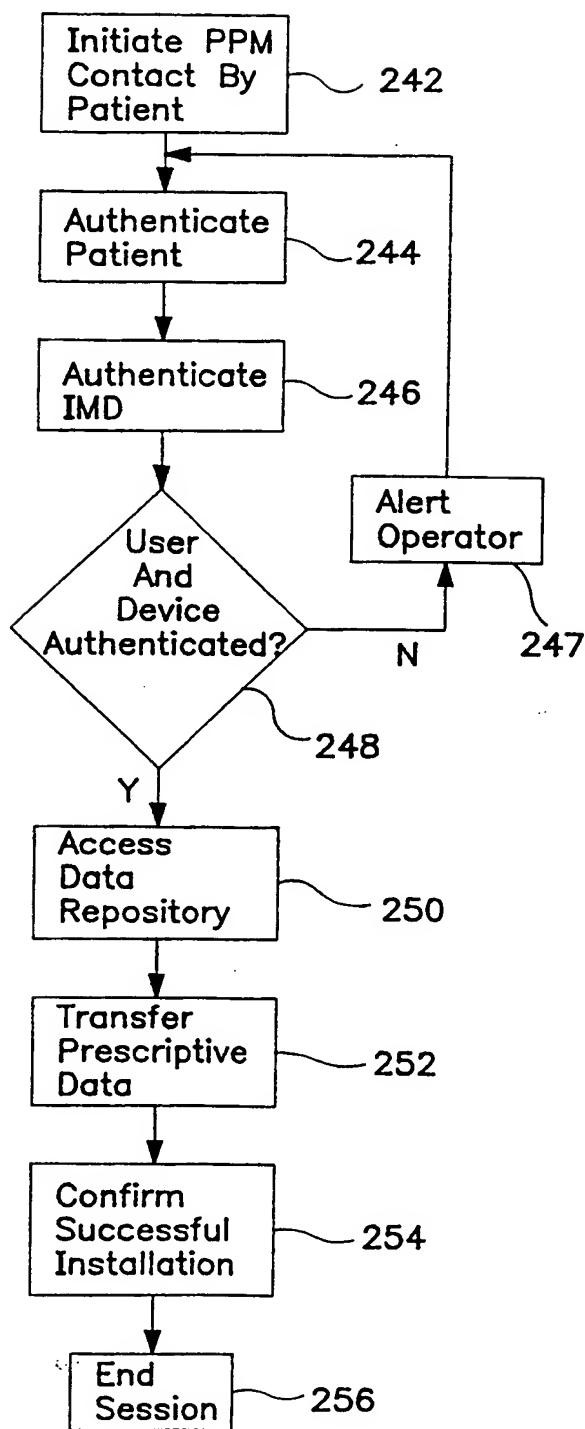 Initiate PPM
Contact By
Patient
242
Authenticate
Patient
244
Authenticate
IMD
246
Alert
Operator
247
User
And
Device
Authenticated?
N
248
Y
Access
Data
Repository
250
Transfer
Prescriptive
Data
252
Confirm
Successful
Installation
254
End
Session
256